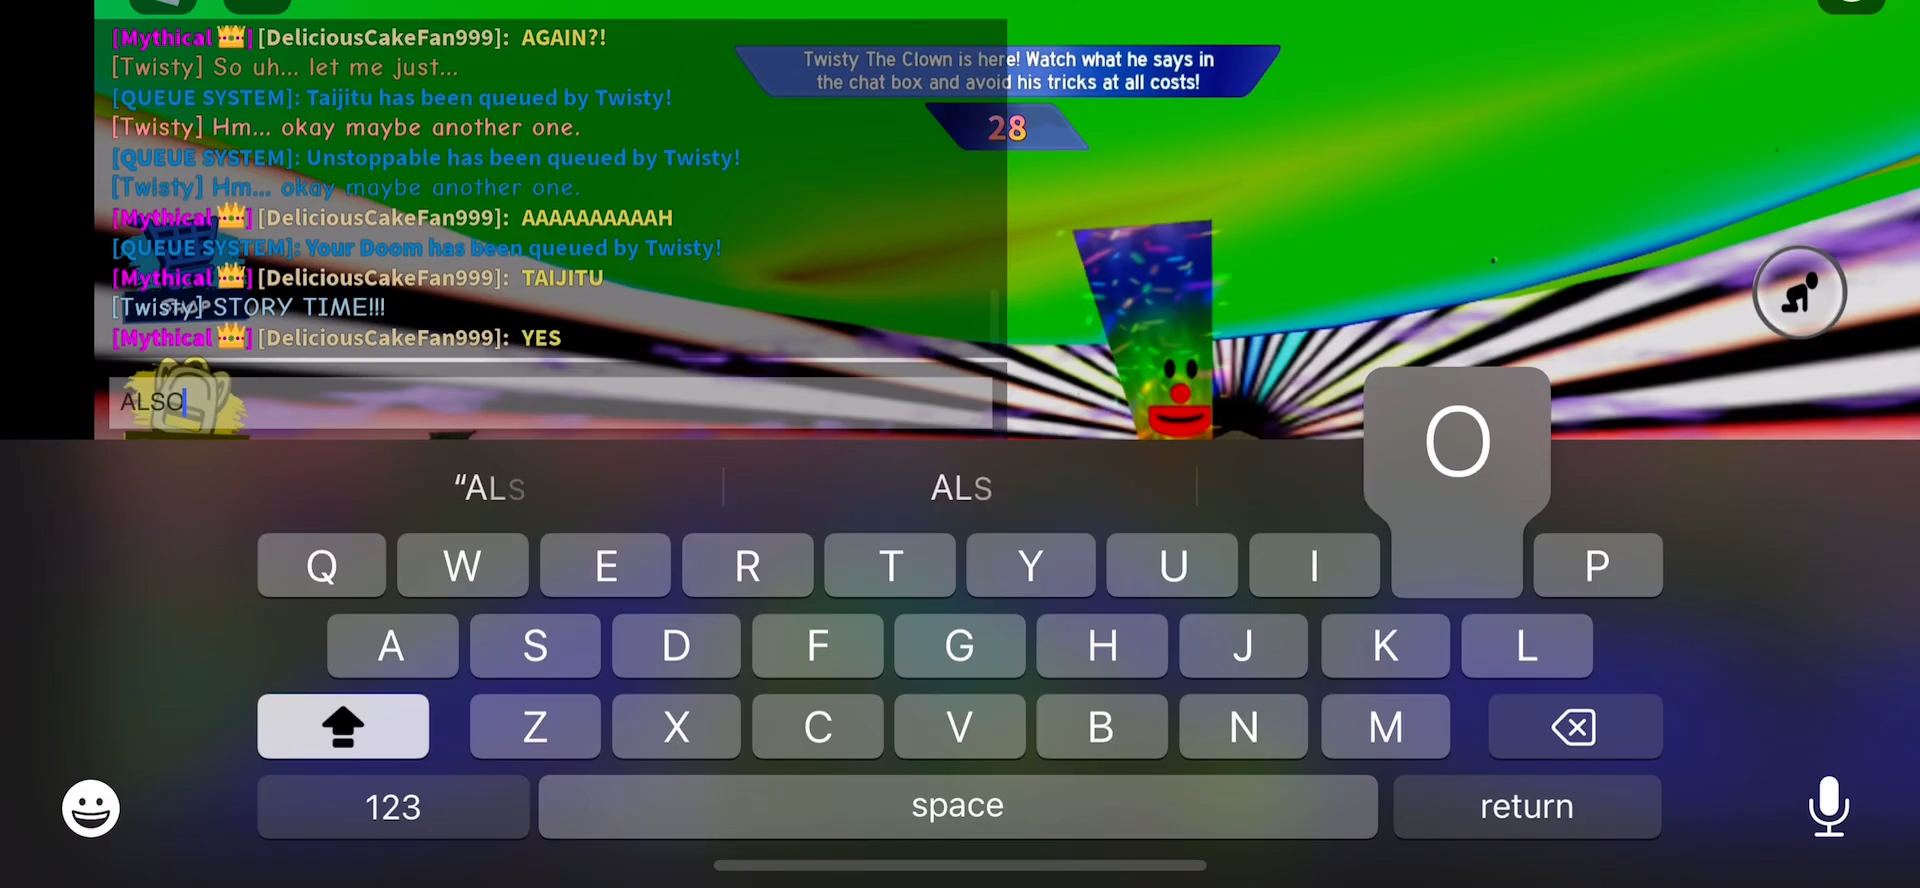 [Mythical 👑] [DeliciousCakeFan999]: AGAIN?!
[Twisty] So uh... let me just...
[QUEUE SYSTEM]: Taijitu has been queued by Twisty!
[Twisty] Hm... okay maybe another one.
[QUEUE SYSTEM]: Unstoppable has been queued by Twisty!
[Twisty] Hm... okay maybe another one.
[Mythical 👑] [DeliciousCakeFan999]: AAAAAAAAAAH
[QUEUE SYSTEM]: Your Doom has been queued by Twisty!
[Mythical 👑] [DeliciousCakeFan999]: TAIJITU
[Twisty] STORY TIME!!!
Shop
[Mythical 👑] [DeliciousCakeFan999]: YES
Twisty The Clown is here! Watch what he says in
the chat box and avoid his tricks at all costs!
28
ALSO
“ALS
ALS
O
Q W E R T Y U I P
A S D F G H J K L
Z X C V B N M
123 space return